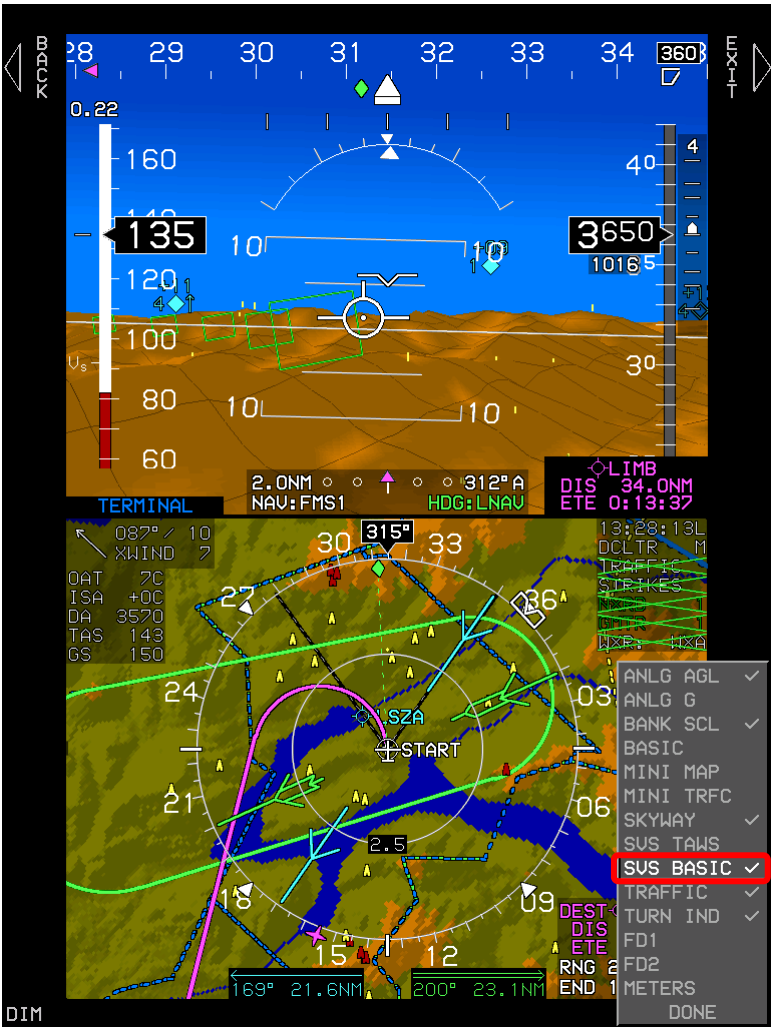 BACK
EXIT
28 29 30 31 32 33 34
360
0.22
4
160
40
140
135
3650
10 10
1016
5
120
100
Vs
30
80
10 10
60
LIMB
DIS 34.0NM
ETE 0:13:37
2.0NM 312° A
NAV:FMS1 HDG:LNAV
TERMINAL
087° / 10
XWIND 7
315°
30 33
13:28:13L
DCLTR M
TRAFFIC
STRIKES
OAT 7C
ISA +0C
DA 3570
TAS 143
GS 150
27
36
24
03
SZA
START
21
06
2.5
18
09
15
12
DEST
DIS
ETE
RNG 2
END 1
169° 21.6NM
200° 23.1NM
ANLG AGL ✓
ANLG G
BANK SCL ✓
BASIC
MINI MAP
MINI TRFC
SKYWAY ✓
SVS TAWS
SVS BASIC ✓
TRAFFIC ✓
TURN IND ✓
FD1
FD2
METERS
DONE
DIM